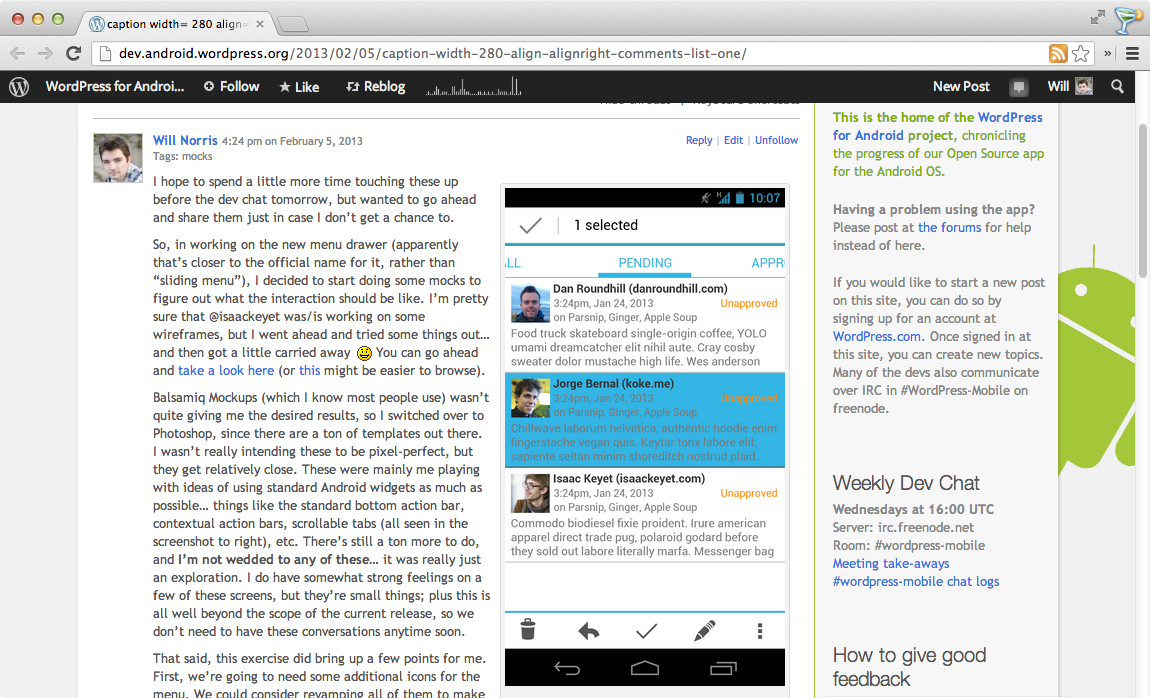 caption width= 280 align=
dev.android.wordpress.org/2013/02/05/caption-width-280-align-alignright-comments-list-one/
WordPress for Androi...
Follow
Like
Reblog
New Post
Will
Will Norris 4:24 pm on February 5, 2013
Reply | Edit | Unfollow
Tags: mocks
I hope to spend a little more time touching these up
before the dev chat tomorrow, but wanted to go ahead
and share them just in case I don’t get a chance to.
So, in working on the new menu drawer (apparently
that’s closer to the official name for it, rather than
“sliding menu”), I decided to start doing some mocks to
figure out what the interaction should be like. I’m pretty
sure that @isaackeyet was/is working on some
wireframes, but I went ahead and tried some things out…
and then got a little carried away You can go ahead
and take a look here (or this might be easier to browse).
Balsamiq Mockups (which I know most people use) wasn’t
quite giving me the desired results, so I switched over to
Photoshop, since there are a ton of templates out there.
I wasn’t really intending these to be pixel-perfect, but
they get relatively close. These were mainly me playing
with ideas of using standard Android widgets as much as
possible… things like the standard bottom action bar,
contextual action bars, scrollable tabs (all seen in the
screenshot to right), etc. There’s still a ton more to do,
and I’m not wedded to any of these… it was really just
an exploration. I do have somewhat strong feelings on a
few of these screens, but they’re small things; plus this is
all well beyond the scope of the current release, so we
don’t need to have these conversations anytime soon.
That said, this exercise did bring up a few points for me.
First, we’re going to need some additional icons for the
menu. We could consider revamping all of them to make
H 10:07
1 selected
LL PENDING APPR
Dan Roundhill (danroundhill.com)
3:24pm, Jan 24, 2013 Unapproved
on Parsnip, Ginger, Apple Soup
Food truck skateboard single-origin coffee, YOLO
umami dreamcatcher elit nihil aute. Cray cosby
sweater dolor mustache high life. Wes anderson
Jorge Bernal (koke.me)
3:24pm, Jan 24, 2013 Unapproved
on Parsnip, Ginger, Apple Soup
Chillwave laborum helvetica, authentic hoodie enim
fingerstache vegan quis. Keytar tonx labore elit,
sapiente seitan minim shoreditch nostrud plaid.
Isaac Keyet (isaackeyet.com)
3:24pm, Jan 24, 2013 Unapproved
on Parsnip, Ginger, Apple Soup
Commodo biodiesel fixie proident. Irure american
apparel direct trade pug, polaroid godard before
they sold out labore literally marfa. Messenger bag
This is the home of the WordPress
for Android project, chronicling
the progress of our Open Source app
for the Android OS.
Having a problem using the app?
Please post at the forums for help
instead of here.
If you would like to start a new post
on this site, you can do so by
signing up for an account at
WordPress.com. Once signed in at
this site, you can create new topics.
Many of the devs also communicate
over IRC in #WordPress-Mobile on
freenode.
Weekly Dev Chat
Wednesdays at 16:00 UTC
Server: irc.freenode.net
Room: #wordpress-mobile
Meeting take-aways
#wordpress-mobile chat logs
How to give good
feedback